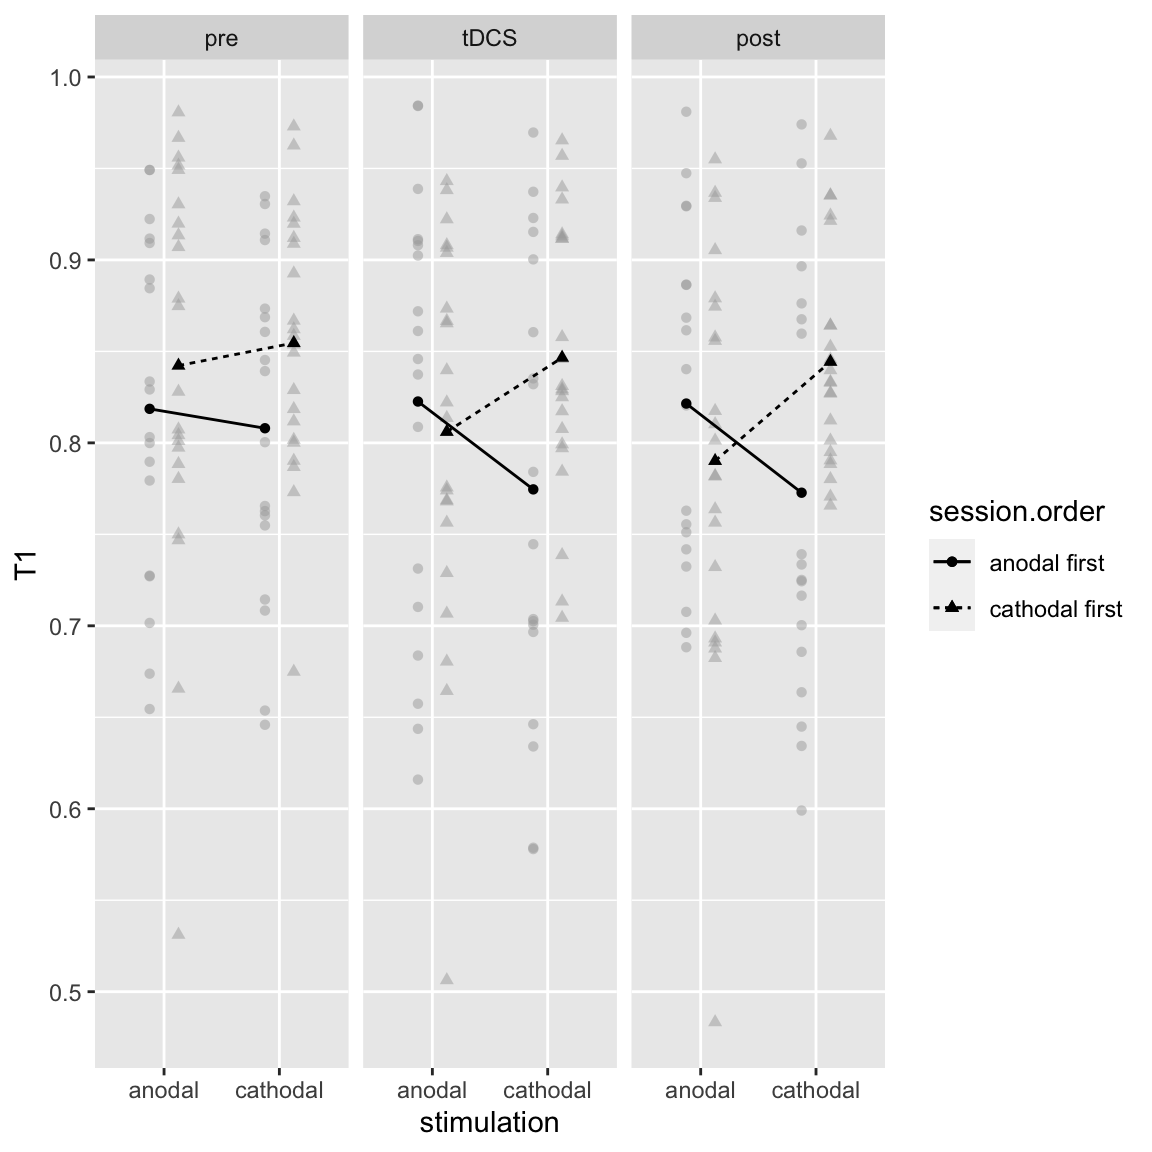 pre tDCS post
1.0
0.9
0.8
0.7
0.6
0.5
T1
anodal cathodal anodal cathodal anodal cathodal
stimulation
session.order
anodal first
cathodal first